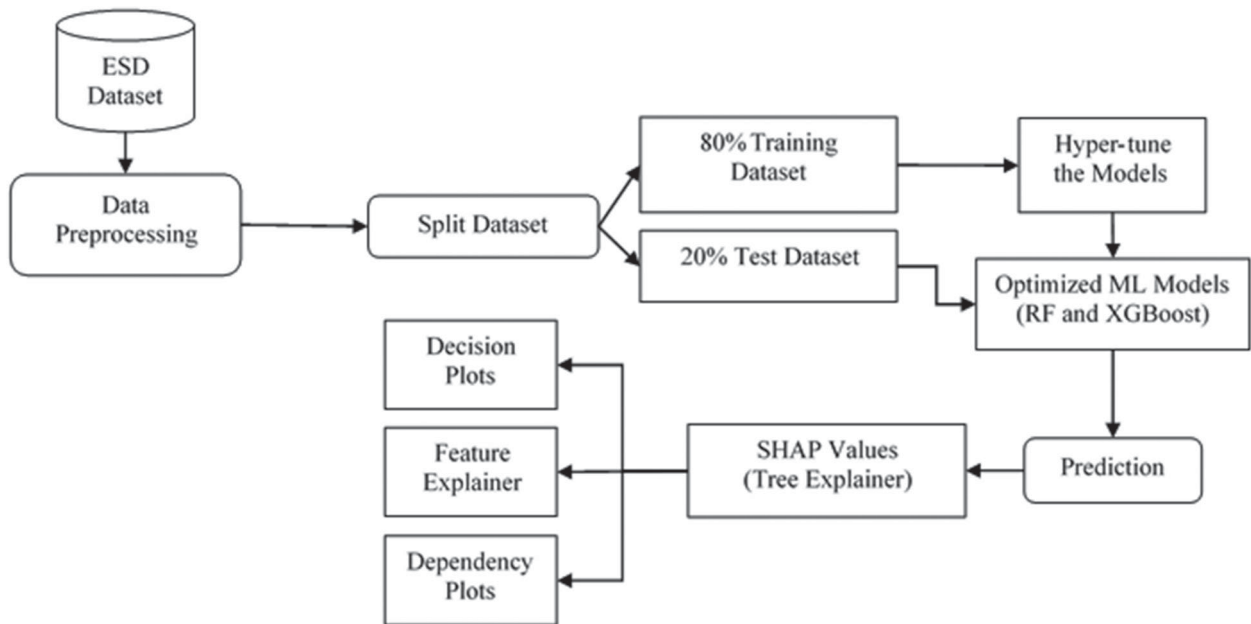 ESD
Dataset
Data
Preprocessing
Split Dataset
80% Training
Dataset
20% Test Dataset
Hyper-tune
the Models
Optimized ML Models
(RF and XGBoost)
Prediction
SHAP Values
(Tree Explainer)
Decision
Plots
Feature
Explainer
Dependency
Plots